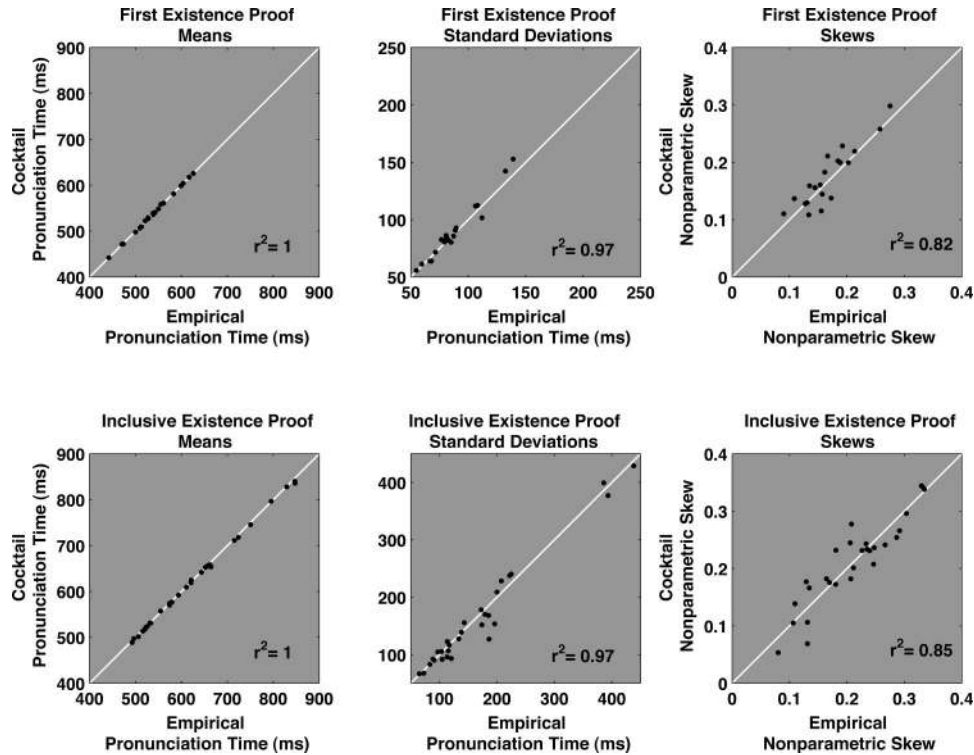 First Existence Proof
Means
Cocktail
Pronunciation Time (ms)
900
800
700
600
500
400
r²= 1
400 500 600 700 800 900
Empirical
Pronunciation Time (ms)
First Existence Proof
Standard Deviations
250
200
150
100
50
r²= 0.97
50 100 150 200 250
Empirical
Pronunciation Time (ms)
First Existence Proof
Skews
Cocktail
Nonparametric Skew
0.4
0.3
0.2
0.1
0
r²= 0.82
0 0.1 0.2 0.3 0.4
Empirical
Nonparametric Skew
Inclusive Existence Proof
Means
Cocktail
Pronunciation Time (ms)
900
800
700
600
500
400
r²= 1
400 500 600 700 800 900
Empirical
Pronunciation Time (ms)
Inclusive Existence Proof
Standard Deviations
400
300
200
100
r²= 0.97
100 200 300 400
Empirical
Pronunciation Time (ms)
Inclusive Existence Proof
Skews
Cocktail
Nonparametric Skew
0.4
0.3
0.2
0.1
0
r²= 0.85
0 0.1 0.2 0.3 0.4
Empirical
Nonparametric Skew